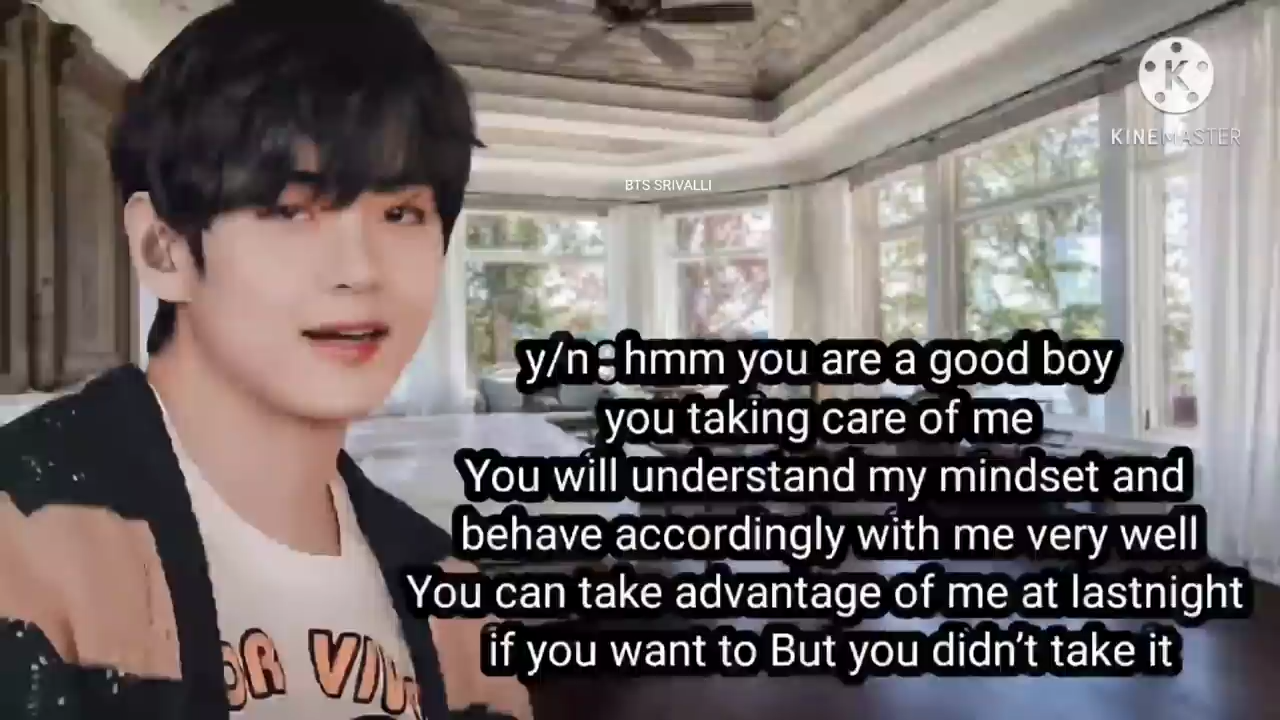 KINEMASTER
BTS SRIVALLI
y/n : hmm you are a good boy
you taking care of me
You will understand my mindset and
behave accordingly with me very well
You can take advantage of me at lastnight
if you want to But you didn’t take it
OR VIV